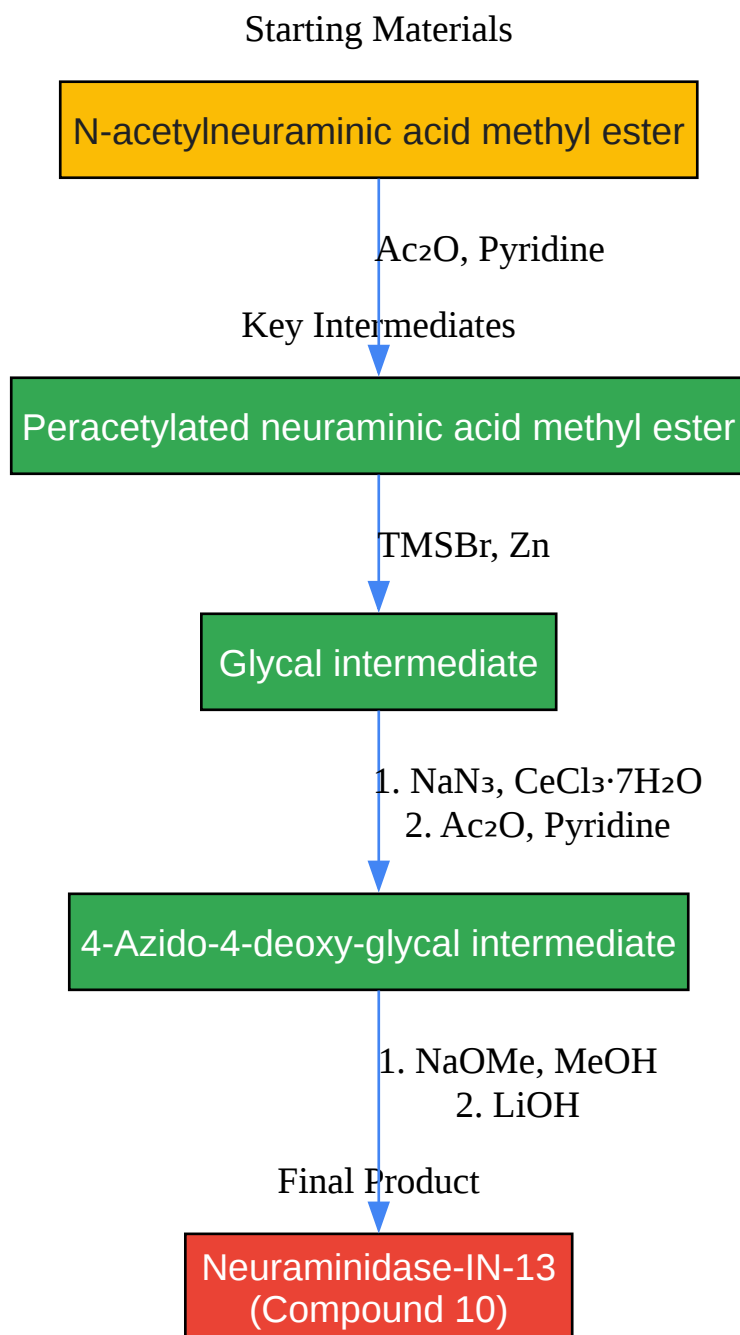 Starting Materials
N-acetylneuraminic acid methyl ester
Ac₂O, Pyridine
Key Intermediates
Peracetylated neuraminic acid methyl ester
TMSBr, Zn
Glycal intermediate
1. NaN₃, CeCl₃·7H₂O
2. Ac₂O, Pyridine
4-Azido-4-deoxy-glycal intermediate
1. NaOMe, MeOH
2. LiOH
Final Product
Neuraminidase-IN-13
(Compound 10)